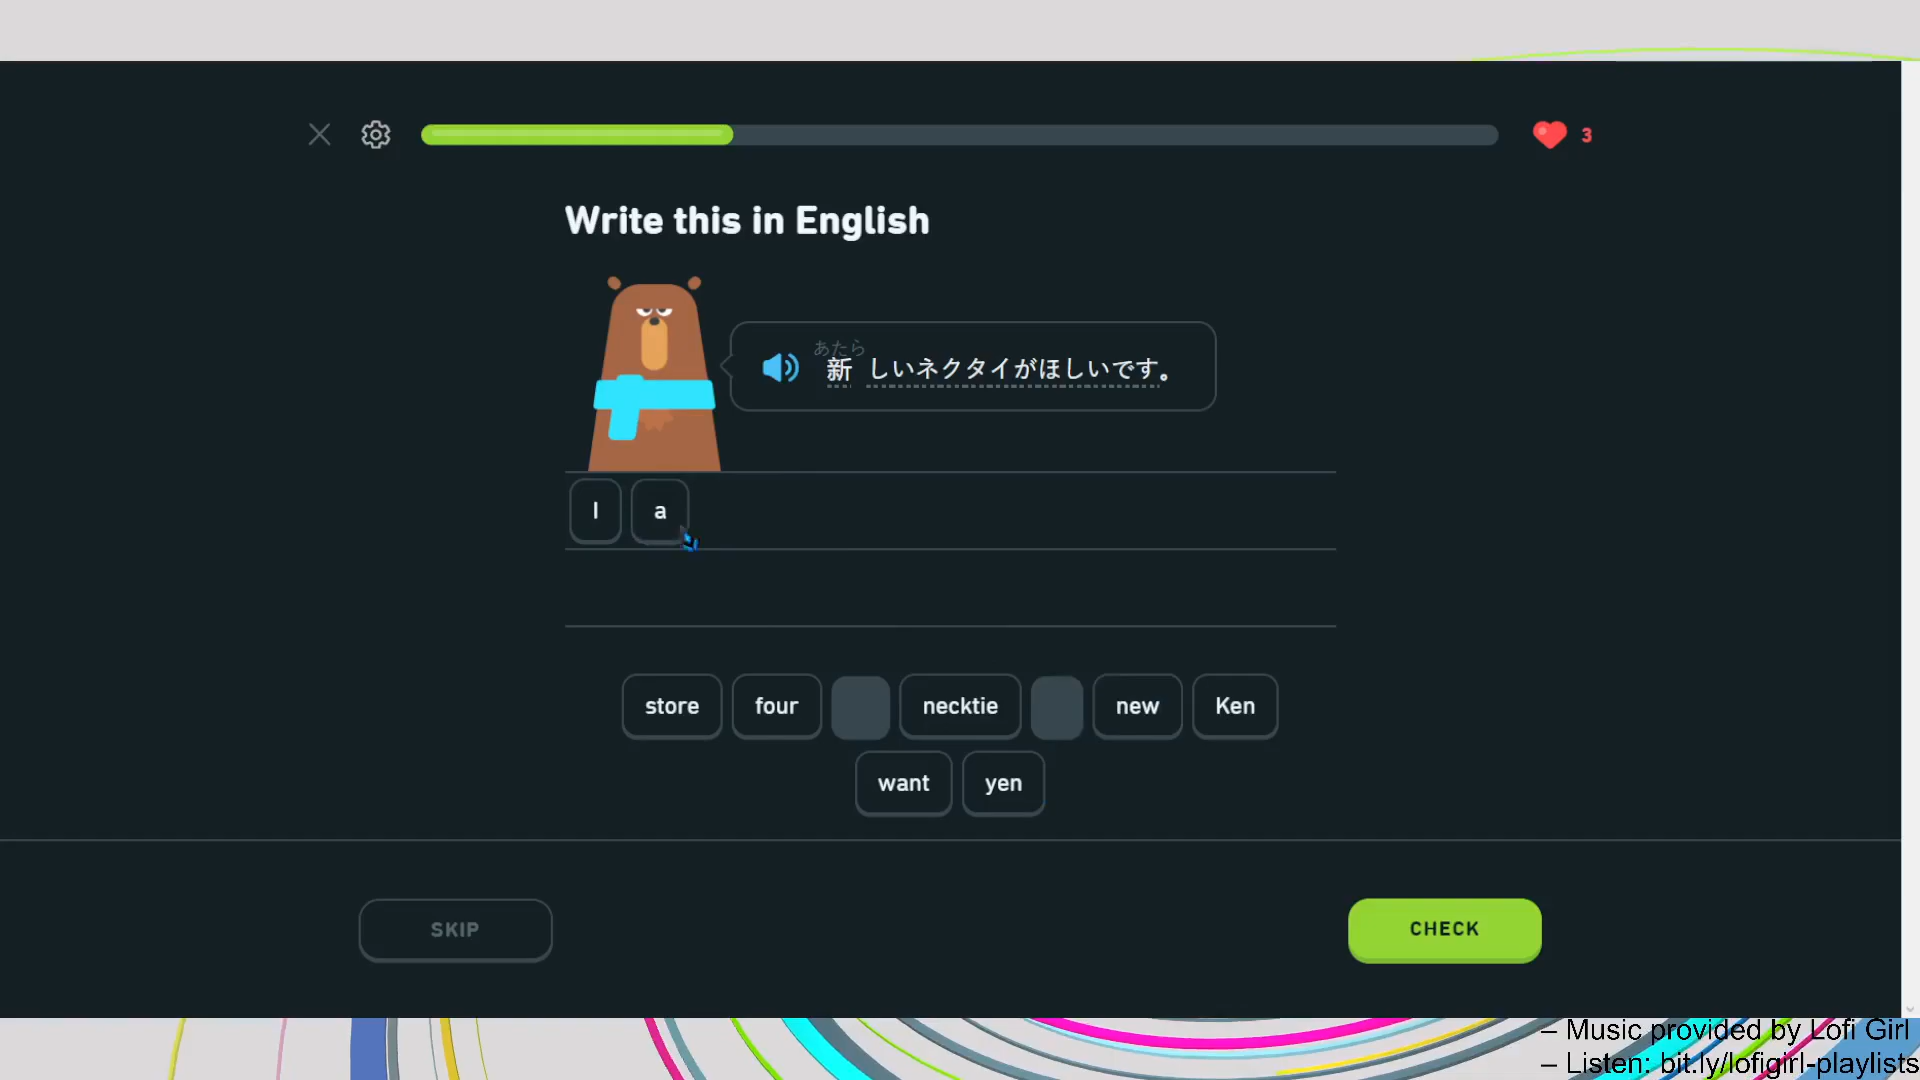 3
Write this in English
あたら
新しいネクタイがほしいです。
I a
store four necktie new Ken
want yen
SKIP CHECK
– Music provided by Lofi Girl
– Listen: bit.ly/lofigirl-playlists